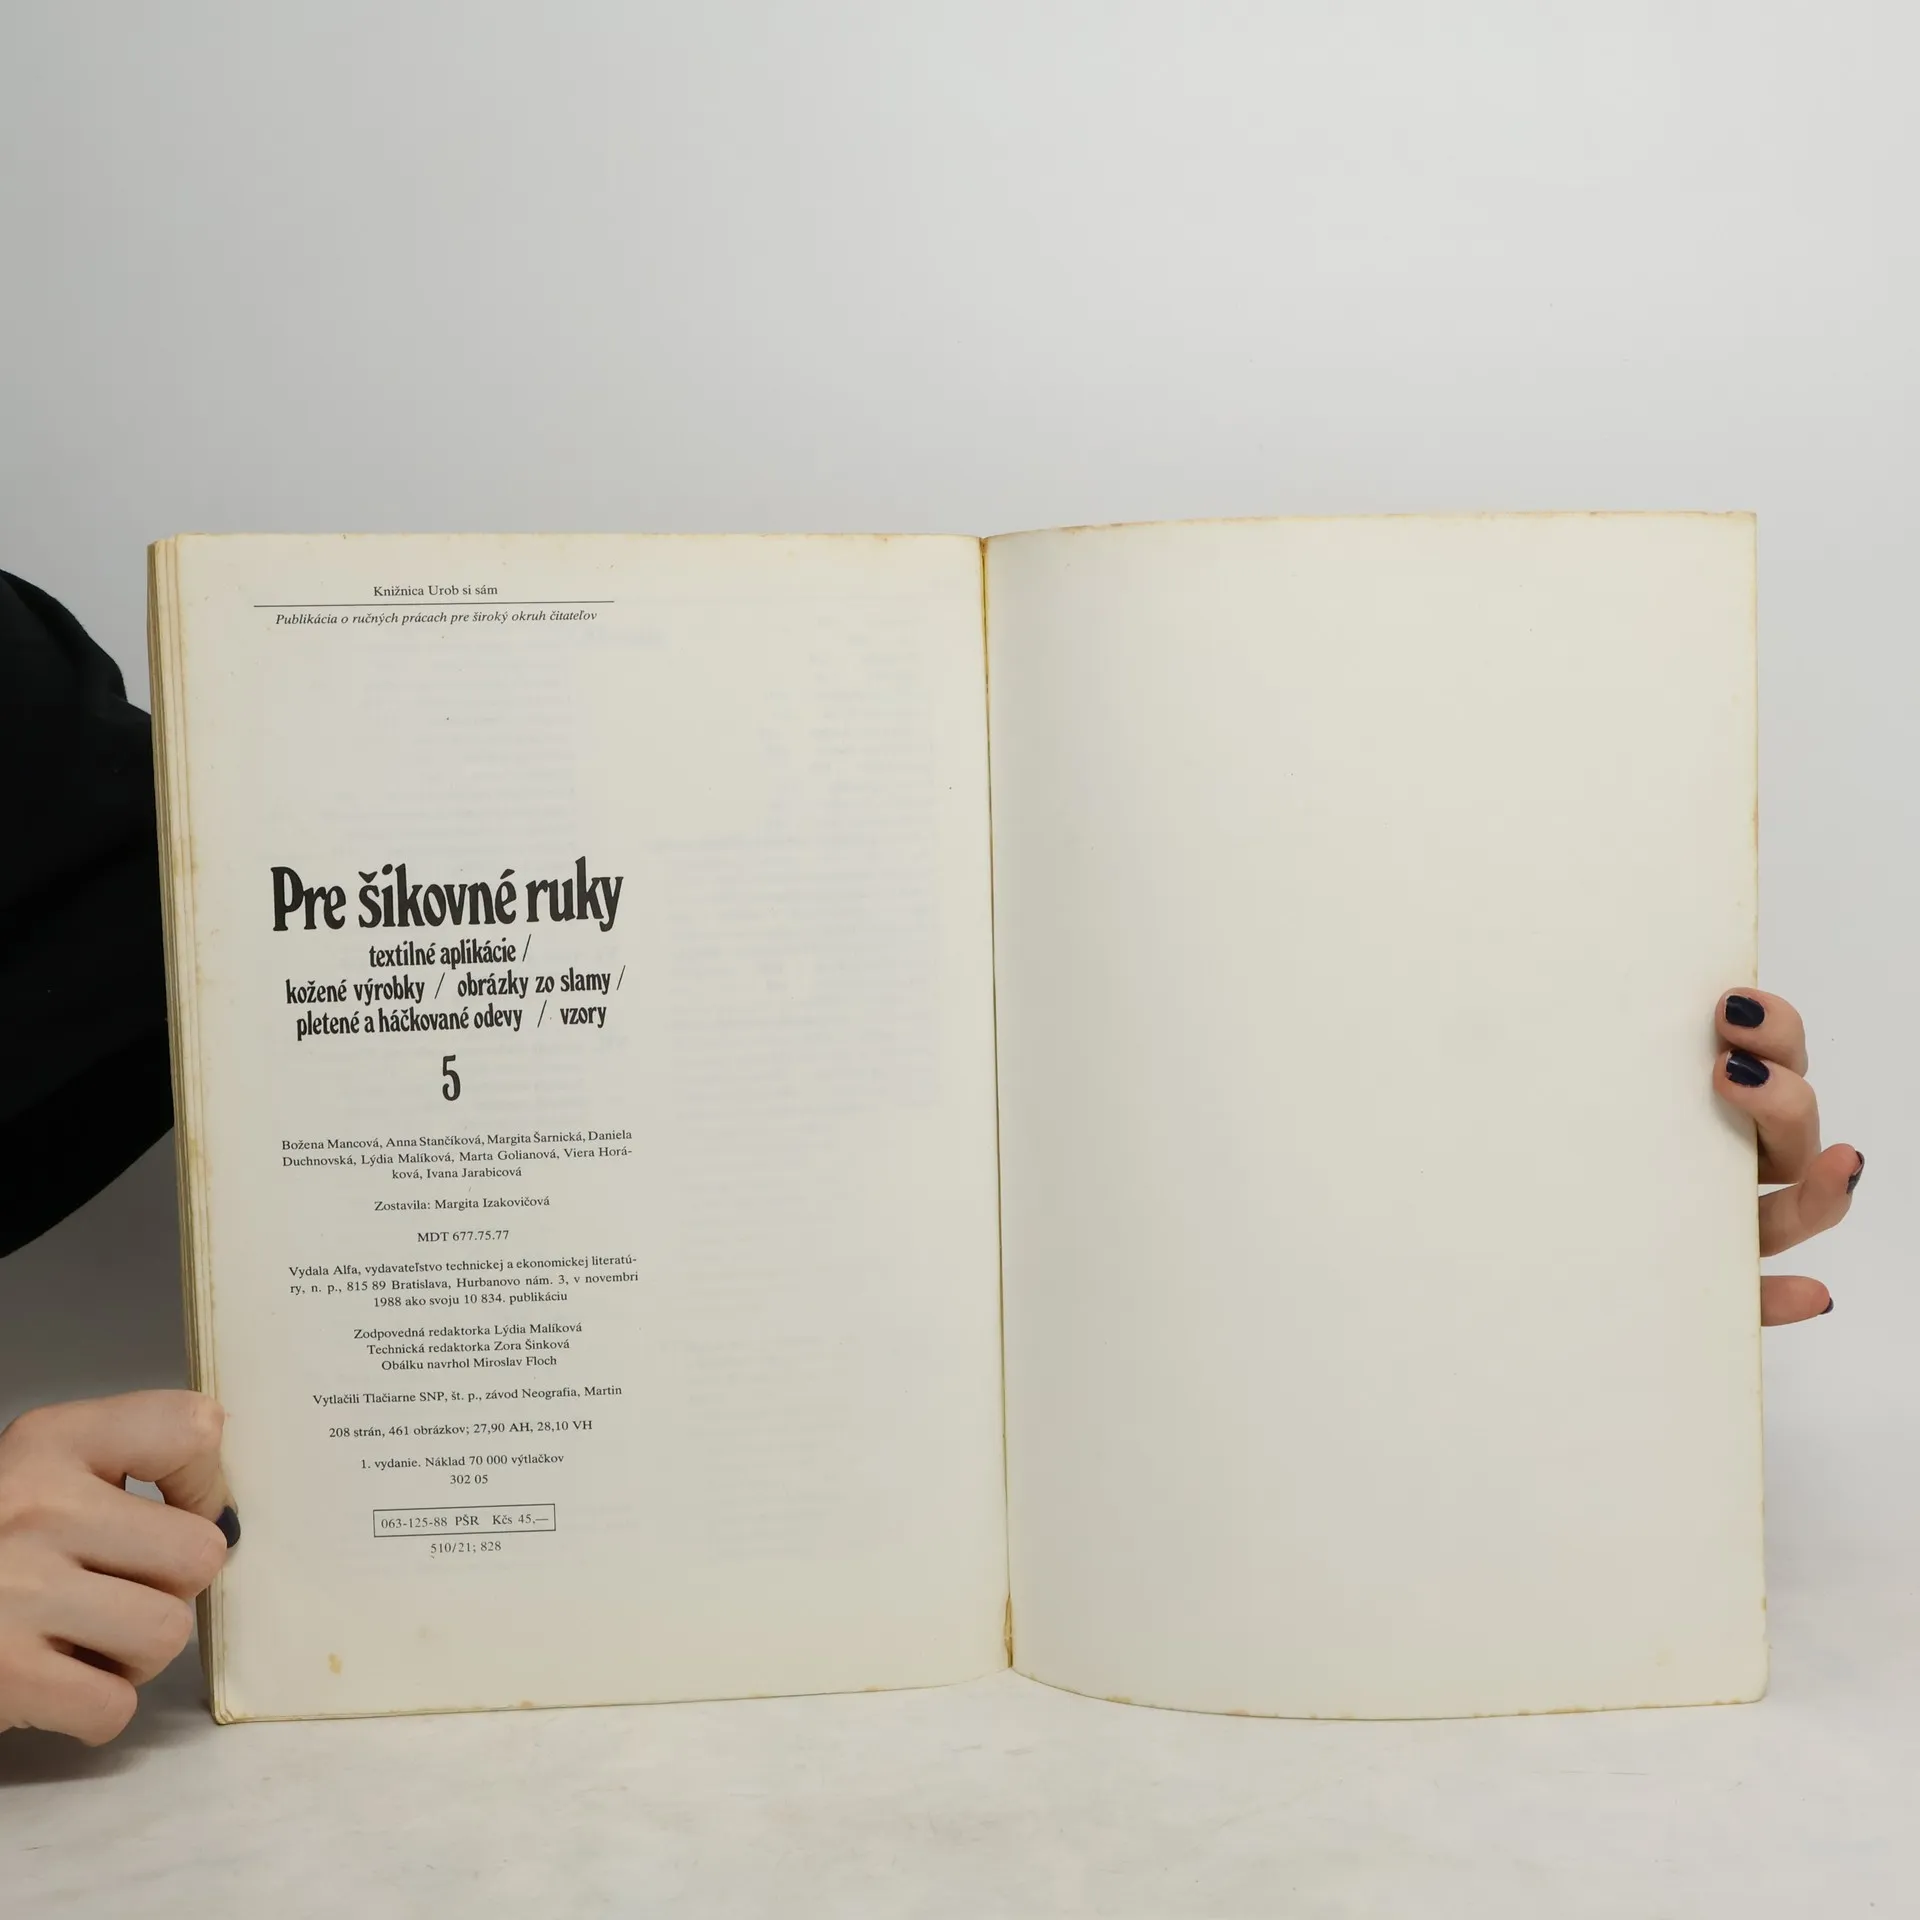 Knižnica Urob si sám
Publikácia o ručných prácach pre široký okruh čitateľov
Pre šikovné ruky
textilné aplikácie /
kožené výrobky / obrázky zo slamy /
pletené a háčkované odevy / vzory
5
Božena Mancová, Anna Stančíková, Margita Šarnická, Daniela
Duchnovská, Lýdia Malíková, Marta Golianová, Viera Horá-
ková, Ivana Jarabicová
Zostavila: Margita Izakovičová
MDT 677.75.77
Vydala Alfa, vydavateľstvo technickej a ekonomickej literatú-
ry, n. p., 815 89 Bratislava, Hurbanovo nám. 3, v novembri
1988 ako svoju 10 834. publikáciu
Zodpovedná redaktorka Lýdia Malíková
Technická redaktorka Zora Šinková
Obálku navrhol Miroslav Floch
Vytlačili Tlačiarne SNP, št. p., závod Neografia, Martin
208 strán, 461 obrázkov; 27,90 AH, 28,10 VH
1. vydanie. Náklad 70 000 výtlačkov
302 05
063-125-88 PŠR Kčs 45,—
510/21; 828